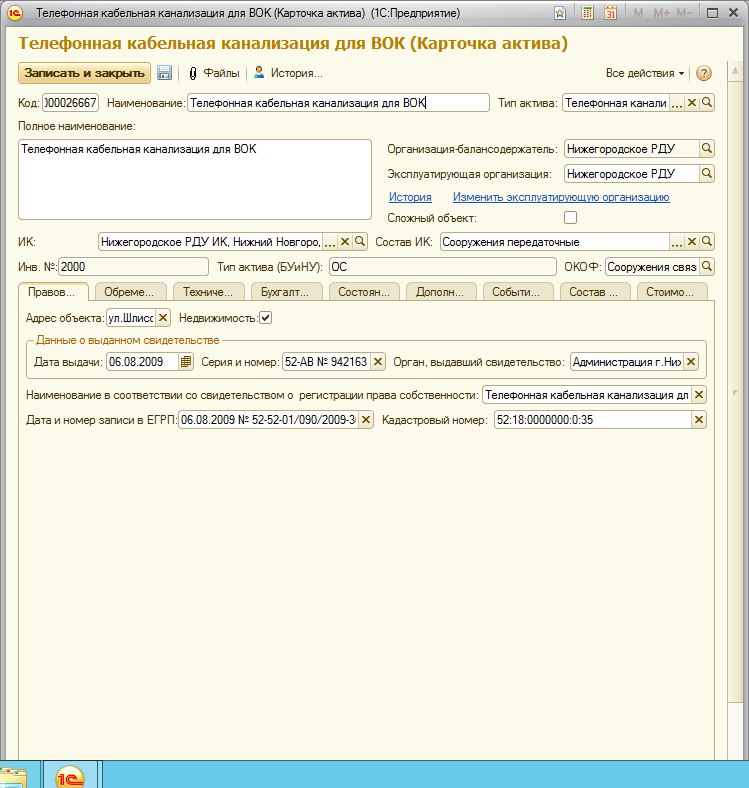 Телефонная кабельная канализация для ВОК (Карточка актива) (1С:Предприятие)
31 M M+ M-
Телефонная кабельная канализация для ВОК (Карточка актива)
Записать и закрыть Файлы История... Все действия ?
Код: 000026667 Наименование: Телефонная кабельная канализация для ВОК Тип актива: Телефонная канали ... 
Полное наименование:
Телефонная кабельная канализация для ВОК
Организация-балансодержатель: Нижегородское РДУ
Эксплуатирующая организация: Нижегородское РДУ
История Изменить эксплуатирующую организацию
Сложный объект:
ИК: Нижегородское РДУ ИК, Нижний Новгоро, ... Состав ИК: Сооружения передаточные ...
Инв. №: 2000 Тип актива (БУиНУ): ОС ОКОФ: Сооружения связ
Правов... Обреме... Техниче... Бухгалт... Состоян... Дополн... Событи... Состав ... Стоимо...
Адрес объекта: ул.Шлисс Недвижимость:
Данные о выданном свидетельстве
Дата выдачи: 06.08.2009 Серия и номер: 52-АВ № 942163 Орган, выдавший свидетельство: Администрация г.Ниж
Наименование в соответствии со свидетельством о регистрации права собственности: Телефонная кабельная канализация дл
Дата и номер записи в ЕГРП: 06.08.2009 № 52-52-01/090/2009-3 Кадастровый номер: 52:18:0000000:0:35
1С